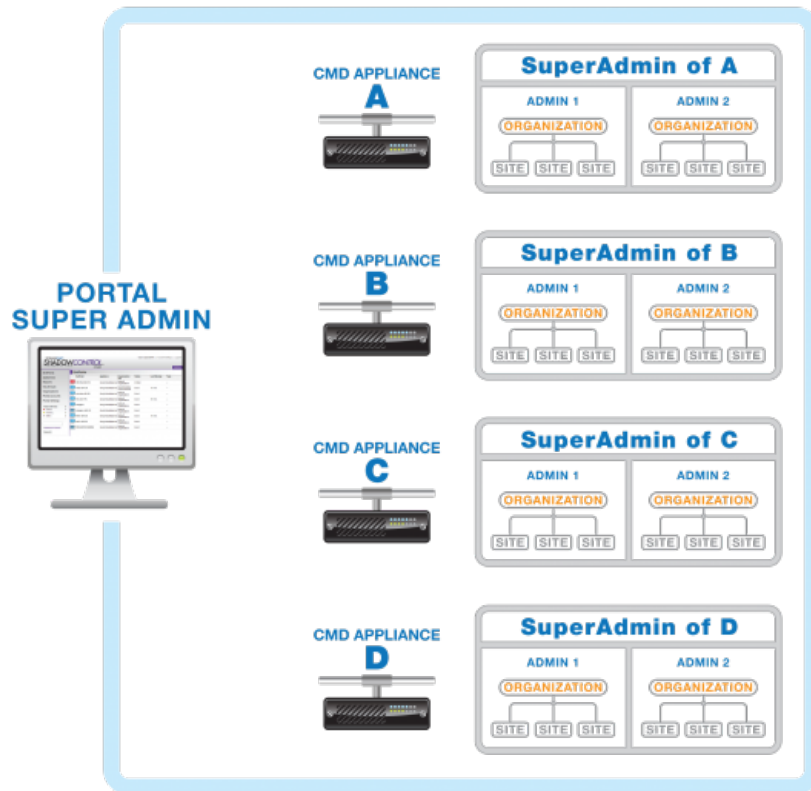 CMD APPLIANCE
A
SuperAdmin of A
ADMIN 1
ADMIN 2
ORGANIZATION
ORGANIZATION
SITE SITE SITE
SITE SITE SITE
CMD APPLIANCE
B
SuperAdmin of B
ADMIN 1
ADMIN 2
ORGANIZATION
ORGANIZATION
SITE SITE SITE
SITE SITE SITE
PORTAL
SUPER ADMIN
SHADOWCONTROL
CMD APPLIANCE
C
SuperAdmin of C
ADMIN 1
ADMIN 2
ORGANIZATION
ORGANIZATION
SITE SITE SITE
SITE SITE SITE
CMD APPLIANCE
D
SuperAdmin of D
ADMIN 1
ADMIN 2
ORGANIZATION
ORGANIZATION
SITE SITE SITE
SITE SITE SITE